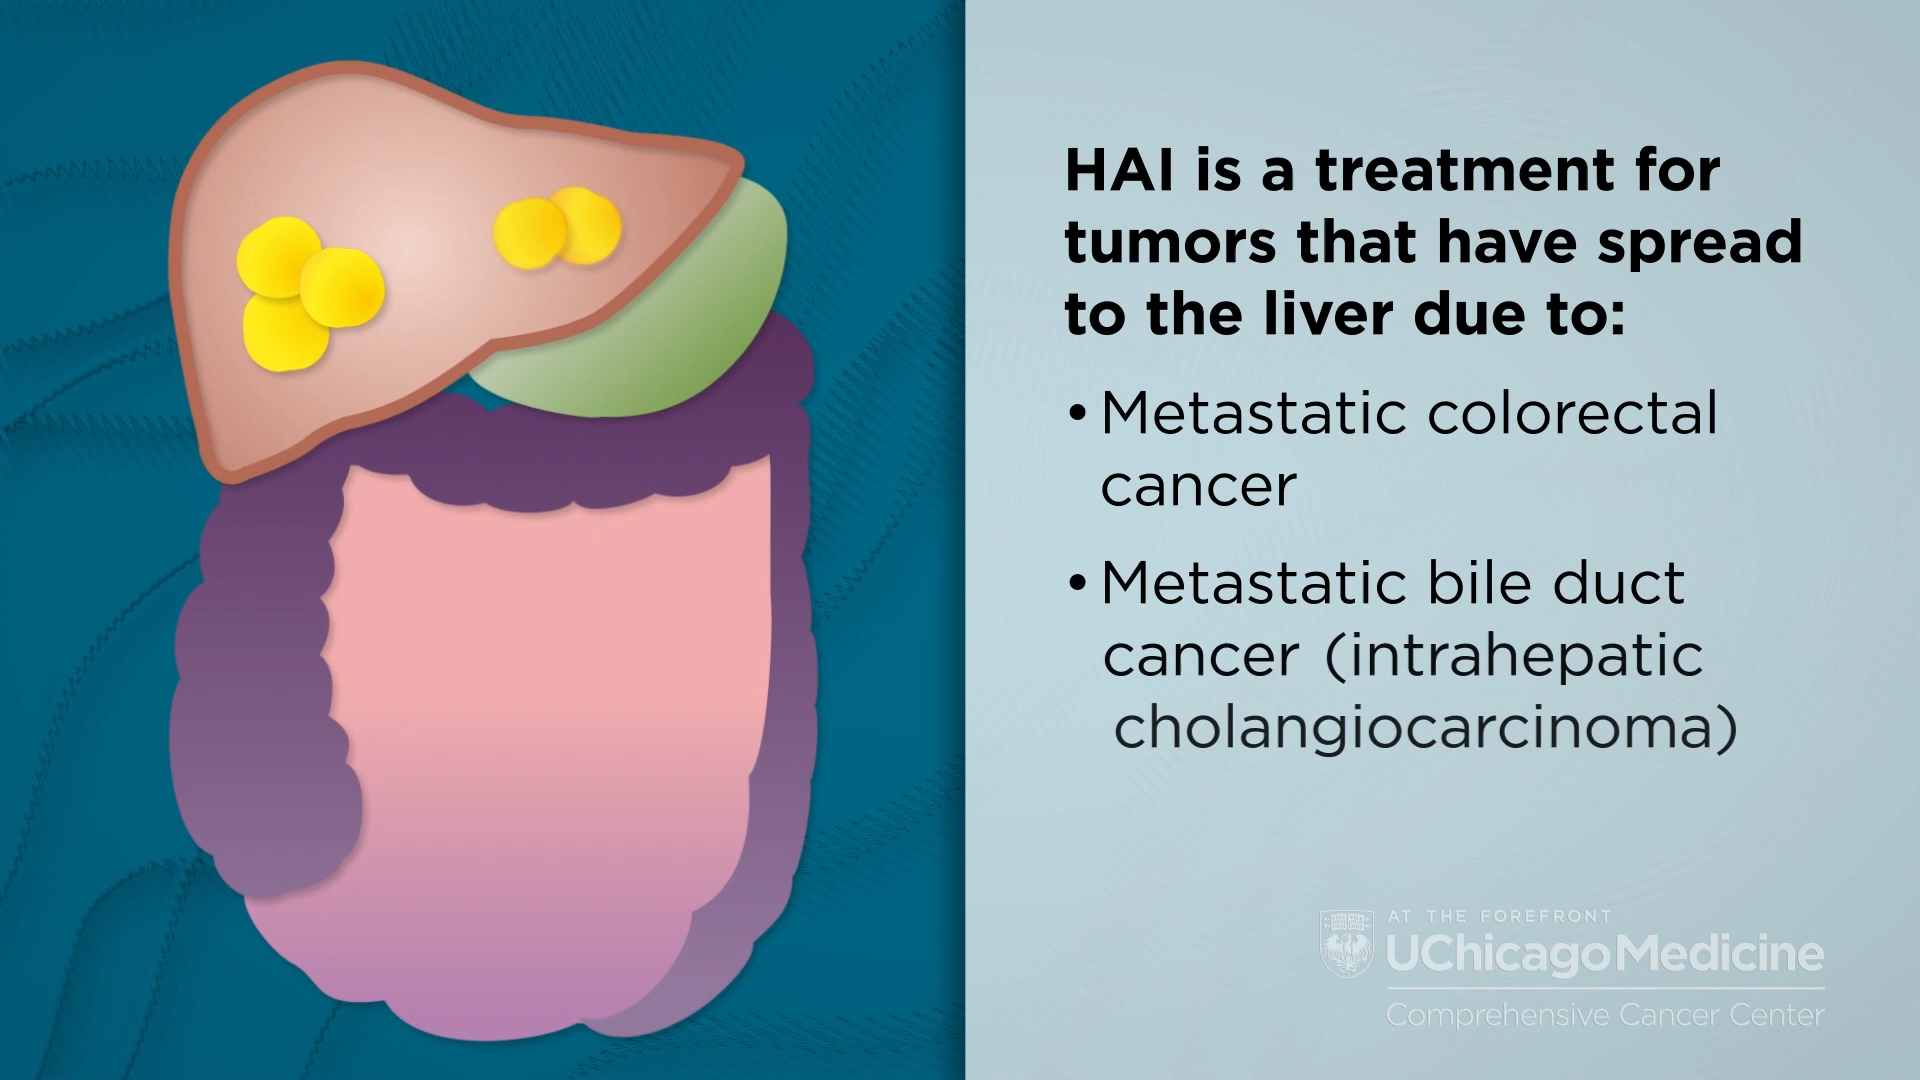 HAI is a treatment for
tumors that have spread
to the liver due to:
• Metastatic colorectal
cancer
• Metastatic bile duct
cancer (intrahepatic
cholangiocarcinoma)
AT THE FOREFRONT
UChicagoMedicine
Comprehensive Cancer Center